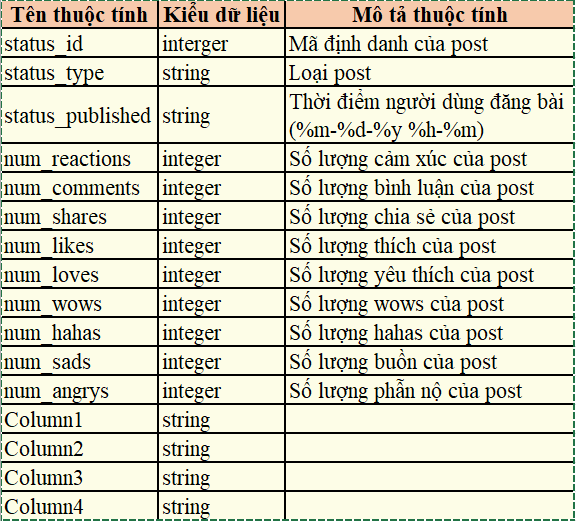 Tên thuộc tính Kiểu dữ liệu Mô tả thuộc tính
status_id interger Mã định danh của post
status_type string Loại post
status_published string Thời điểm người dùng đăng bài
(%m-%d-%y %h-%m)
num_reactions integer Số lượng cảm xúc của post
num_comments integer Số lượng bình luận của post
num_shares integer Số lượng chia sẻ của post
num_likes integer Số lượng thích của post
num_loves integer Số lượng yêu thích của post
num_wows integer Số lượng wows của post
num_hahas integer Số lượng hahas của post
num_sads integer Số lượng buồn của post
num_angrys integer Số lượng phẫn nộ của post
Column1 string
Column2 string
Column3 string
Column4 string